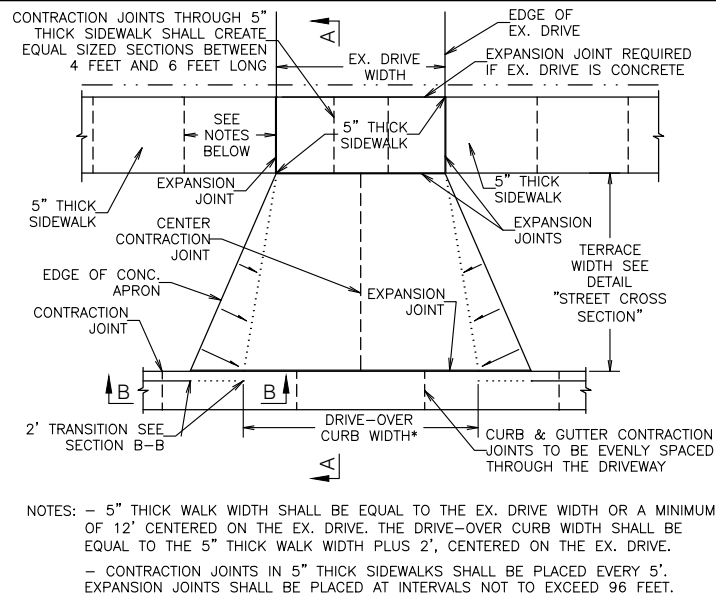 CONTRACTION JOINTS THROUGH 5"
THICK SIDEWALK SHALL CREATE
EQUAL SIZED SECTIONS BETWEEN
4 FEET AND 6 FEET LONG
A
EX. DRIVE
WIDTH
EDGE OF
EX. DRIVE
EXPANSION JOINT REQUIRED
IF EX. DRIVE IS CONCRETE
SEE
NOTES
BELOW
5" THICK
SIDEWALK
EXPANSION
JOINT
5" THICK
SIDEWALK
5" THICK
SIDEWALK
CENTER
CONTRACTION
JOINT
EXPANSION
JOINTS
EDGE OF CONC.
APRON
TERRACE
WIDTH SEE
DETAIL
"STREET CROSS
SECTION"
CONTRACTION
JOINT
EXPANSION
JOINT
B
B
2' TRANSITION SEE
SECTION B-B
DRIVE-OVER
CURB WIDTH*
A
CURB & GUTTER CONTRACTION
JOINTS TO BE EVENLY SPACED
THROUGH THE DRIVEWAY
NOTES: - 5" THICK WALK WIDTH SHALL BE EQUAL TO THE EX. DRIVE WIDTH OR A MINIMUM
OF 12' CENTERED ON THE EX. DRIVE. THE DRIVE-OVER CURB WIDTH SHALL BE
EQUAL TO THE 5" THICK WALK WIDTH PLUS 2', CENTERED ON THE EX. DRIVE.
- CONTRACTION JOINTS IN 5" THICK SIDEWALKS SHALL BE PLACED EVERY 5'.
EXPANSION JOINTS SHALL BE PLACED AT INTERVALS NOT TO EXCEED 96 FEET.